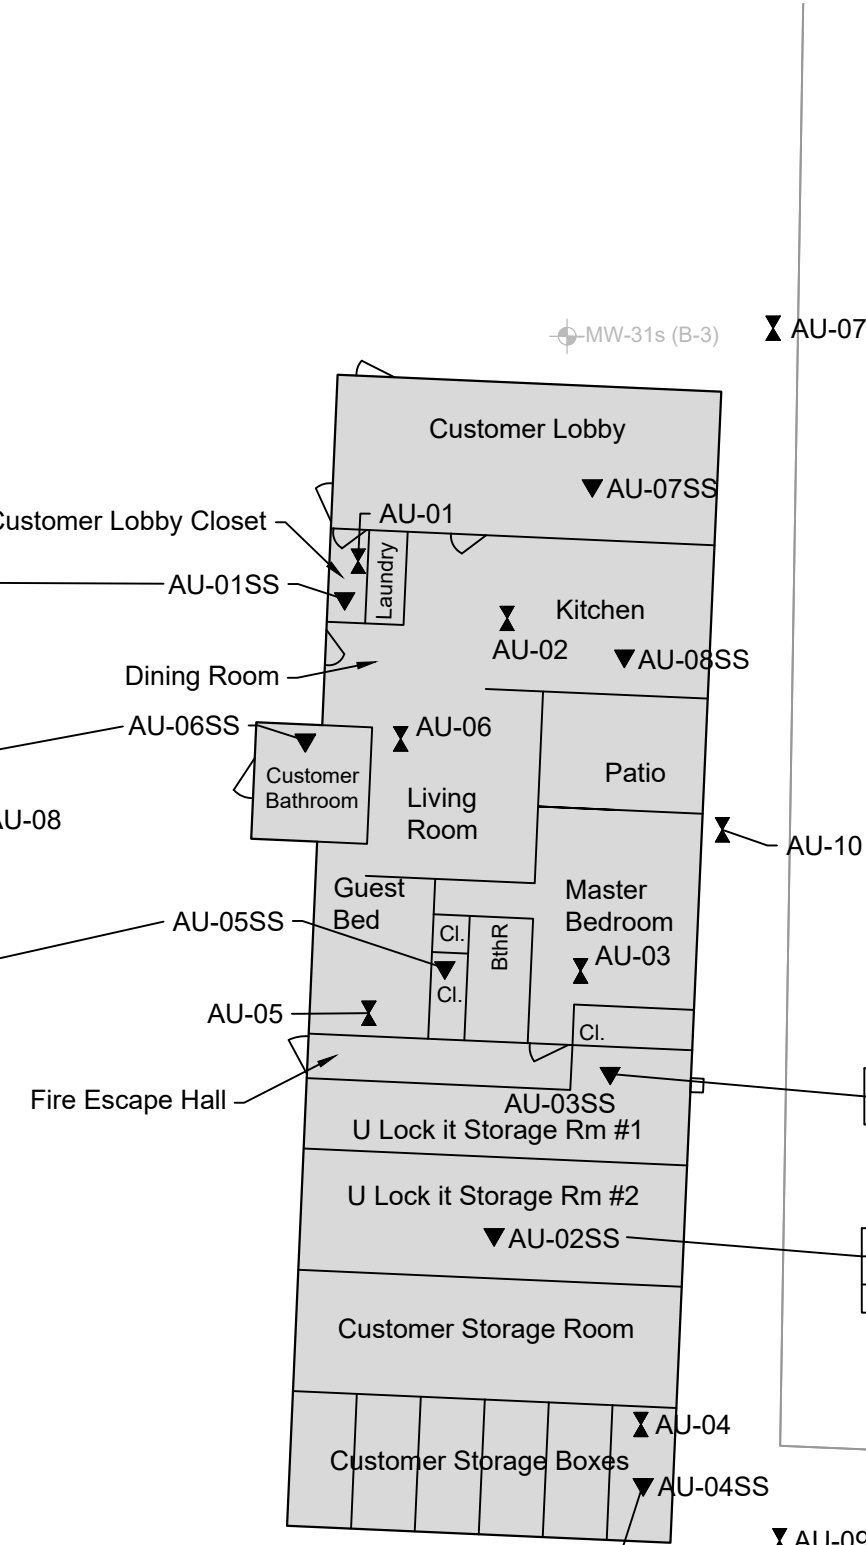 MW-31s (B-3)
AU-07
Customer Lobby
AU-07SS
Customer Lobby Closet
AU-01
Laundry
AU-01SS
Kitchen
AU-02
AU-08SS
Dining Room
AU-06SS
AU-06
Customer
Bathroom
Patio
Living
Room
AU-08
AU-10
Guest
Bed
Master
Bedroom
AU-05SS
Cl.
BthR
AU-03
Cl.
AU-05
Cl.
Fire Escape Hall
AU-03SS
U Lock it Storage Rm #1
U Lock it Storage Rm #2
AU-02SS
Customer Storage Room
AU-04
Customer Storage Boxes
AU-04SS
AU-09